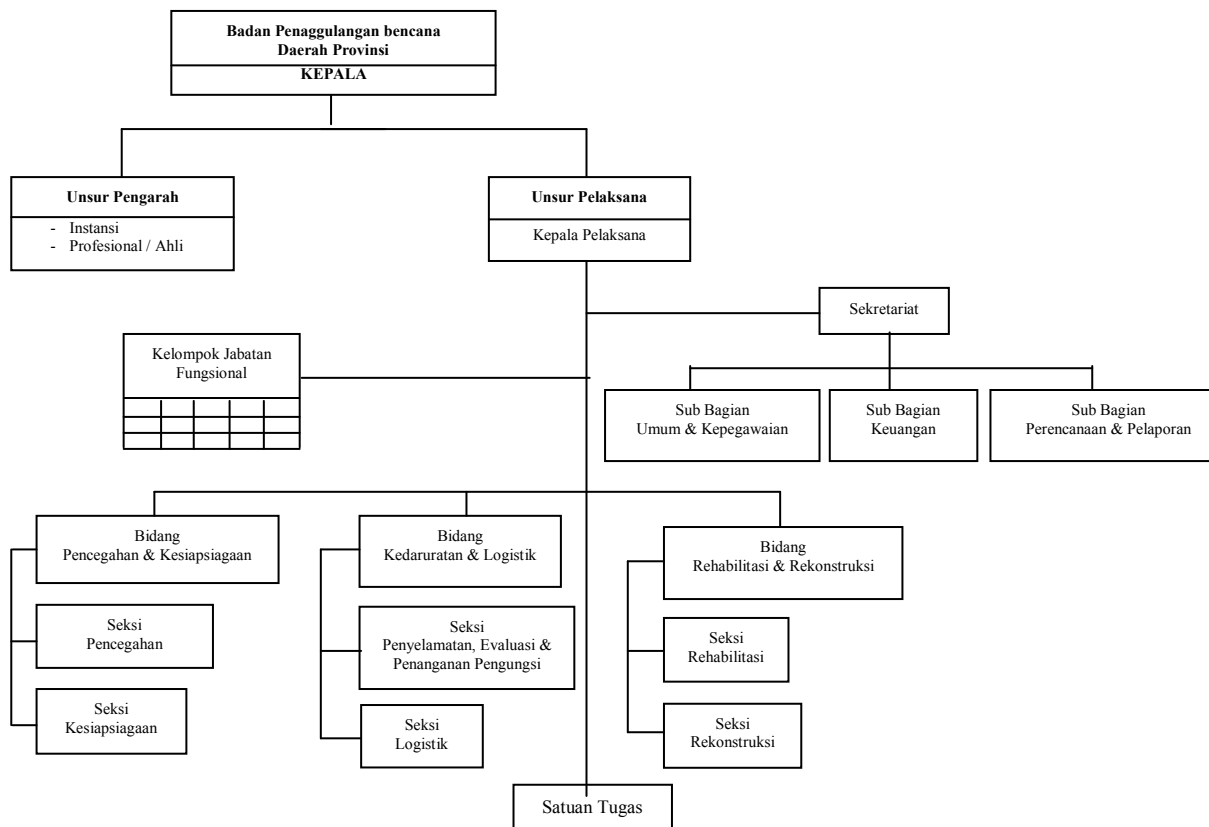 Badan Penaggulangan bencana
Daerah Provinsi
KEPALA
Unsur Pengarah
- Instansi
- Profesional / Ahli
Unsur Pelaksana
Kepala Pelaksana
Sekretariat
Kelompok Jabatan
Fungsional
Sub Bagian
Umum & Kepegawaian
Sub Bagian
Keuangan
Sub Bagian
Perencanaan & Pelaporan
Bidang
Pencegahan & Kesiapsiagaan
Seksi
Pencegahan
Seksi
Kesiapsiagaan
Bidang
Kedaruratan & Logistik
Seksi
Penyelamatan, Evaluasi &
Penanganan Pengungsi
Seksi
Logistik
Bidang
Rehabilitasi & Rekonstruksi
Seksi
Rehabilitasi
Seksi
Rekonstruksi
Satuan Tugas